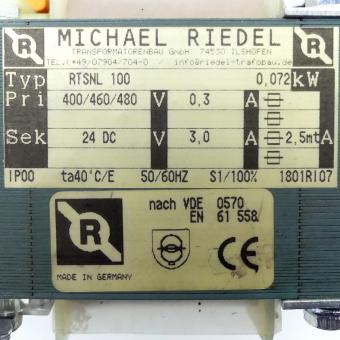 R MICHAEL RIEDEL R
TRANSFORMATORENBAU GmbH 74530 ILSHOFEN
TEL.(+49)07904/704-0 / info@riedel-trafobau.de
Typ RTSNL 100 0,072 kW
Pri 400/460/480 V 0,3 A
Sek 24 DC V 3,0 A 2,5mt A
IP00 ta40°C/E 50/60HZ S1/100% 1801RI07
R
MADE IN GERMANY
nach VDE 0570
EN 61 558
CE